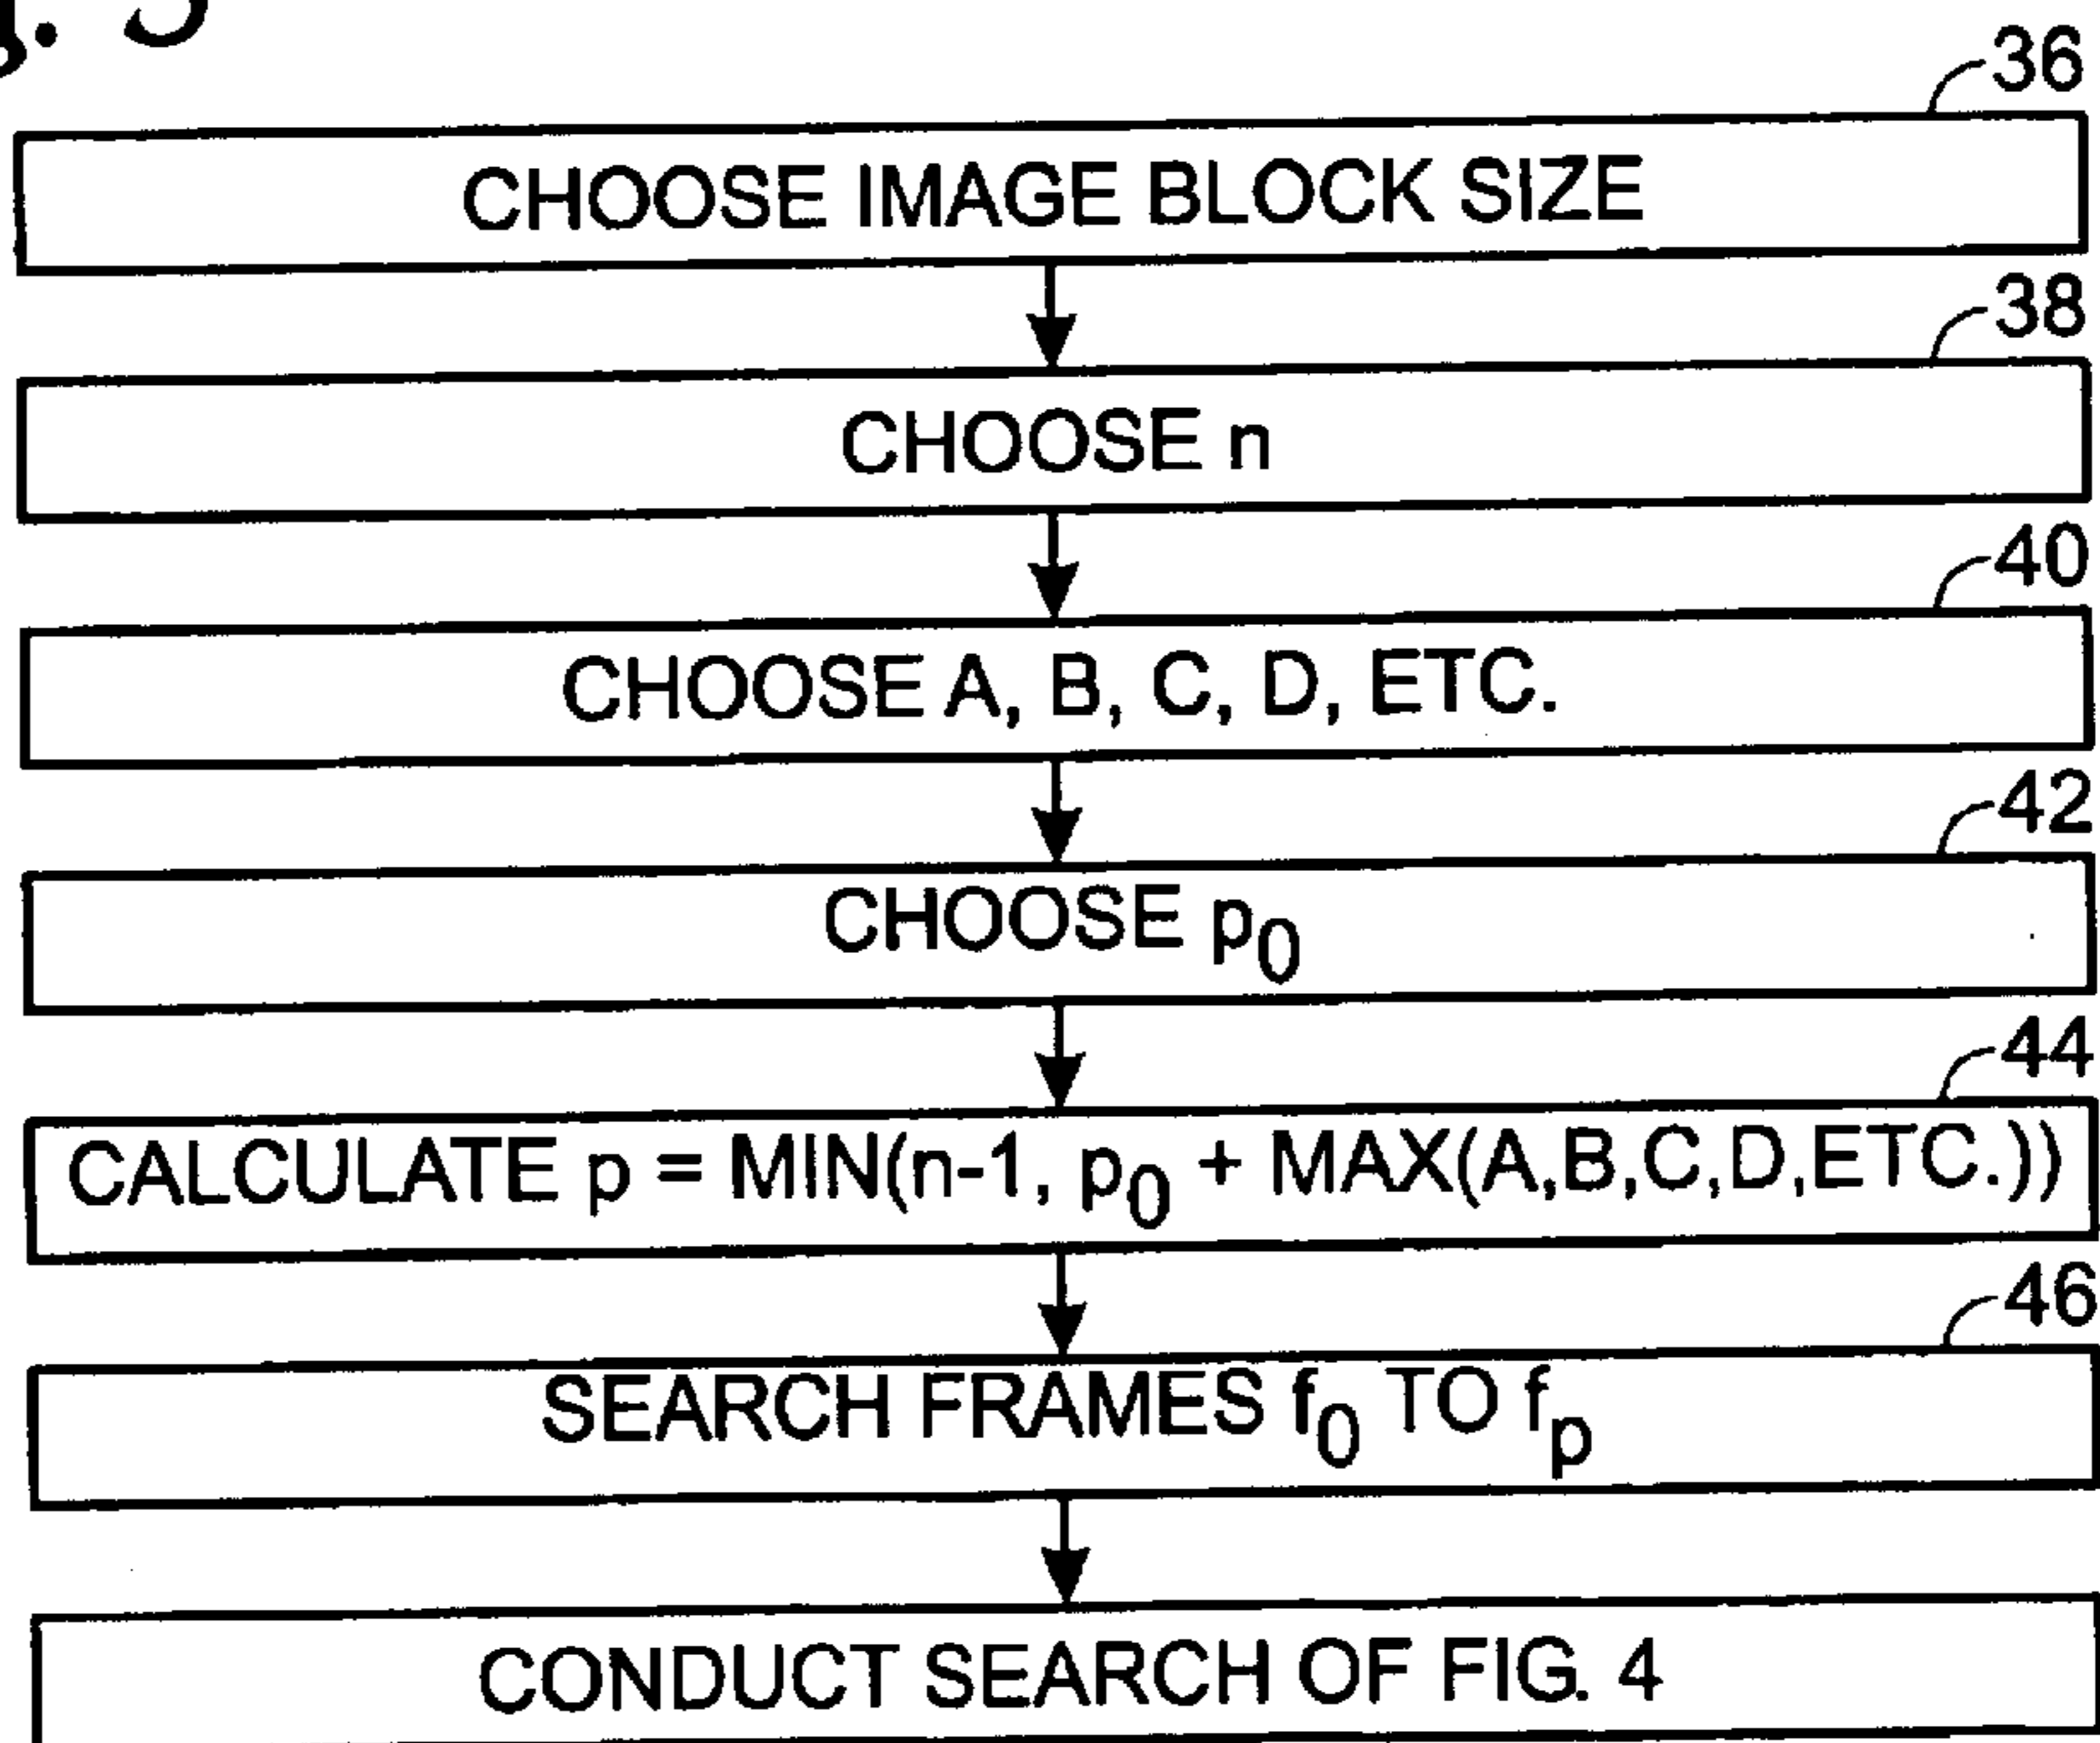 36
CHOOSE IMAGE BLOCK SIZE
38
CHOOSE n
40
CHOOSE A, B, C, D, ETC.
42
CHOOSE p0
44
CALCULATE p = MIN(n-1, p0 + MAX(A,B,C,D,ETC.))
46
SEARCH FRAMES f0 TO fp
CONDUCT SEARCH OF FIG. 4